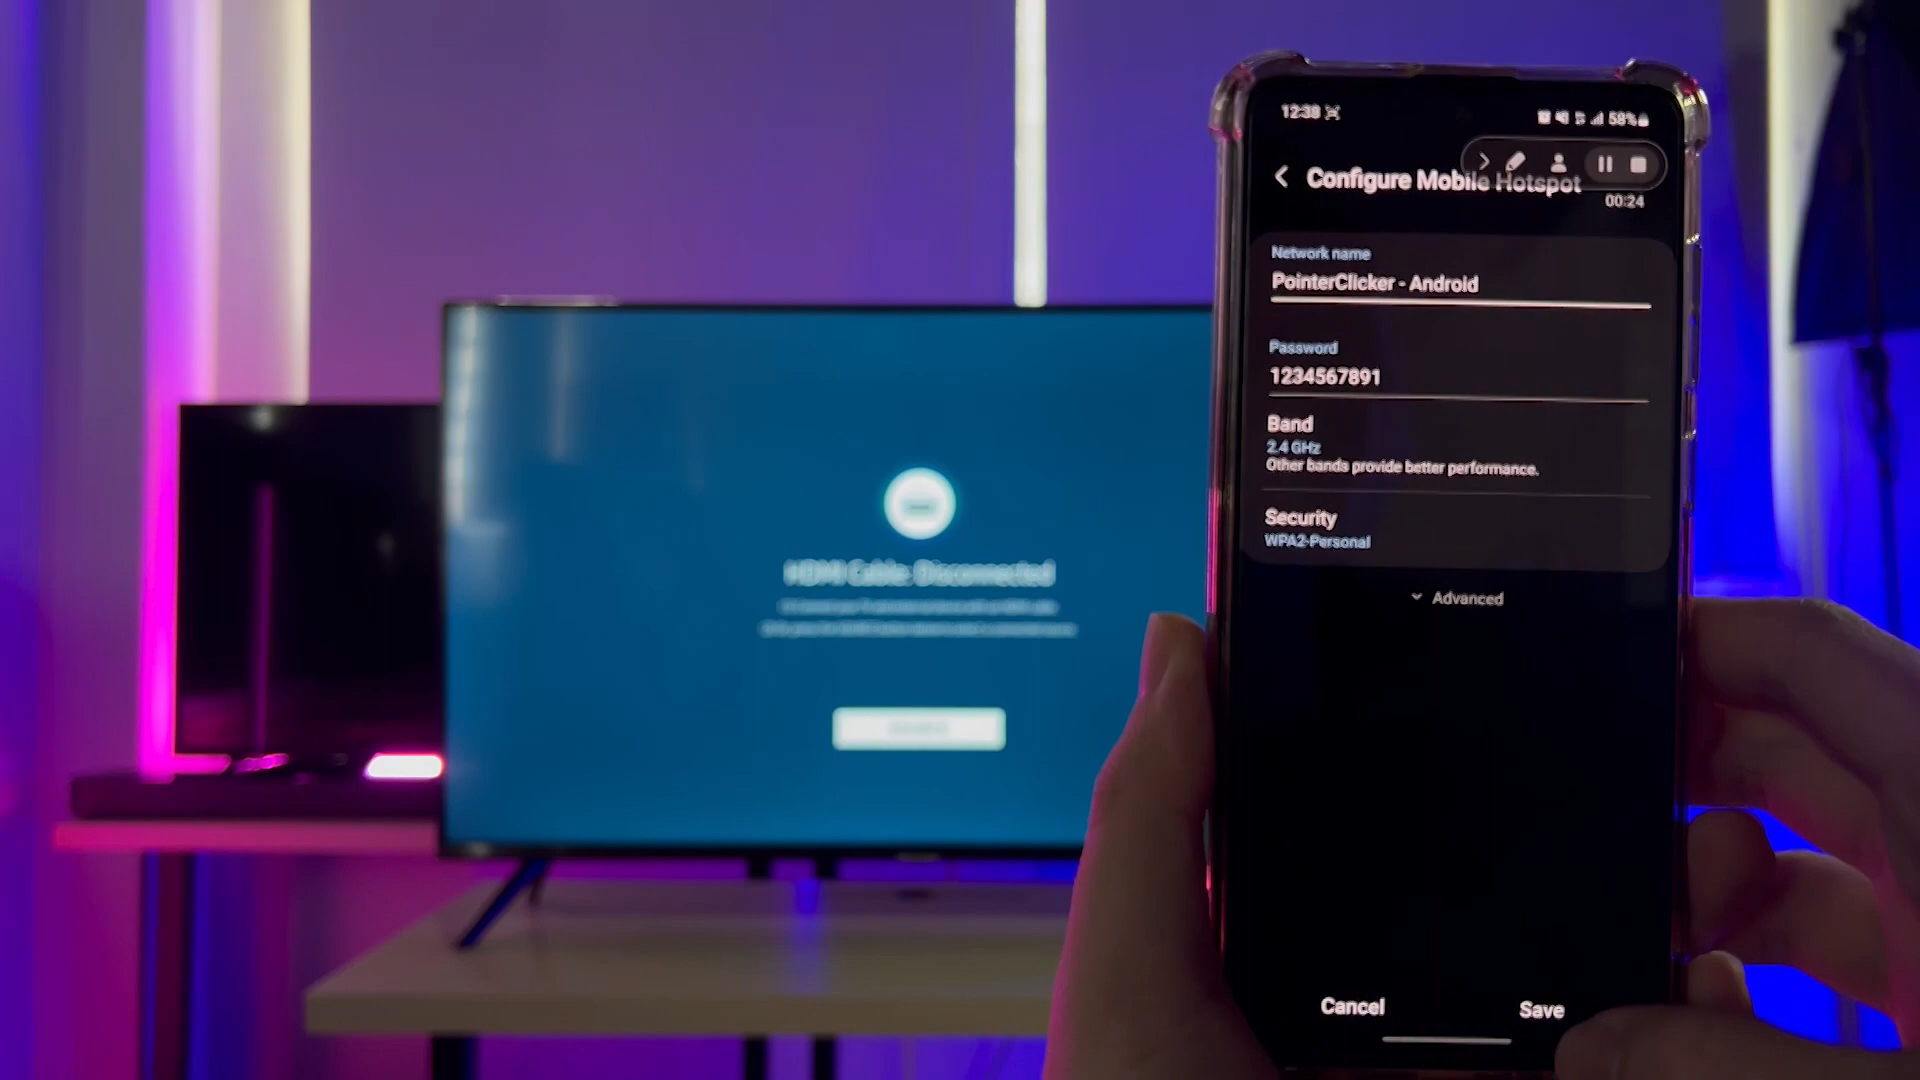 12:38
58%
Configure Mobile Hotspot
00:24
Network name
PointerClicker - Android
Password
1234567891
Band
2.4 GHz
Other bands provide better performance.
Security
WPA2-Personal
Advanced
Cancel
Save
HDMI Cable: Disconnected